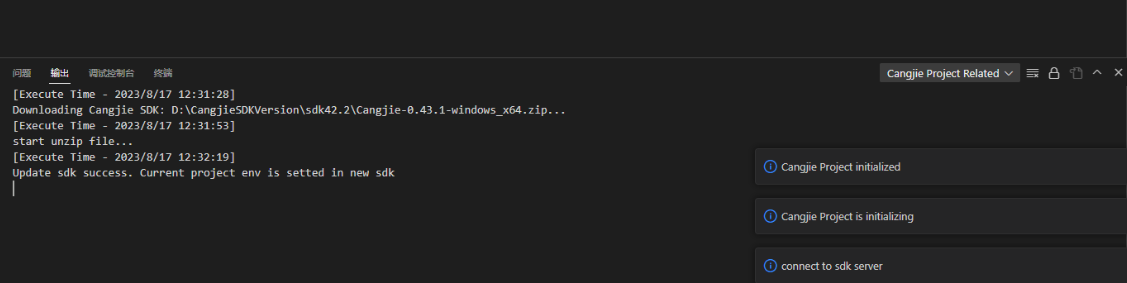 问题 输出 调试控制台 终端 Cangjie Project Related
[Execute Time - 2023/8/17 12:31:28]
Downloading Cangjie SDK: D:\CangjieSDKVersion\sdk42.2\Cangjie-0.43.1-windows_x64.zip...
[Execute Time - 2023/8/17 12:31:53]
start unzip file...
[Execute Time - 2023/8/17 12:32:19]
Update sdk success. Current project env is setted in new sdk
Cangjie Project initialized
Cangjie Project is initializing
connect to sdk server